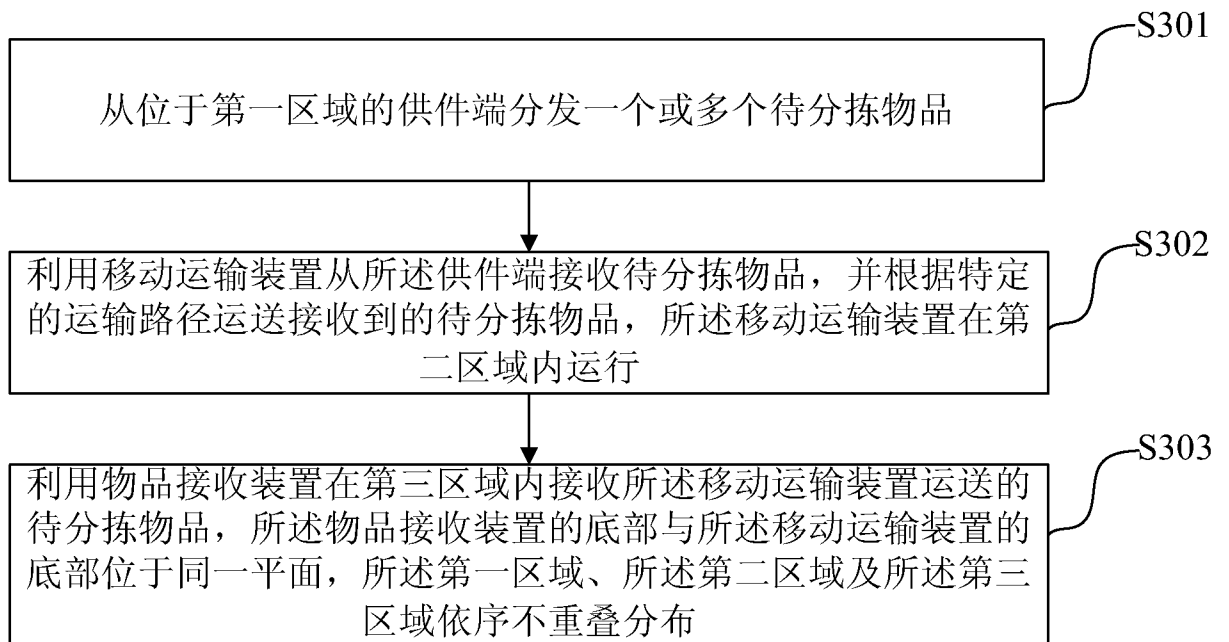 S301
从位于第一区域的供件端分发一个或多个待分拣物品
S302
利用移动运输装置从所述供件端接收待分拣物品，并根据特定
的运输路径运送接收到的待分拣物品，所述移动运输装置在第
二区域内运行
S303
利用物品接收装置在第三区域内接收所述移动运输装置运送的
待分拣物品，所述物品接收装置的底部与所述移动运输装置的
底部位于同一平面，所述第一区域、所述第二区域及所述第三
区域依序不重叠分布